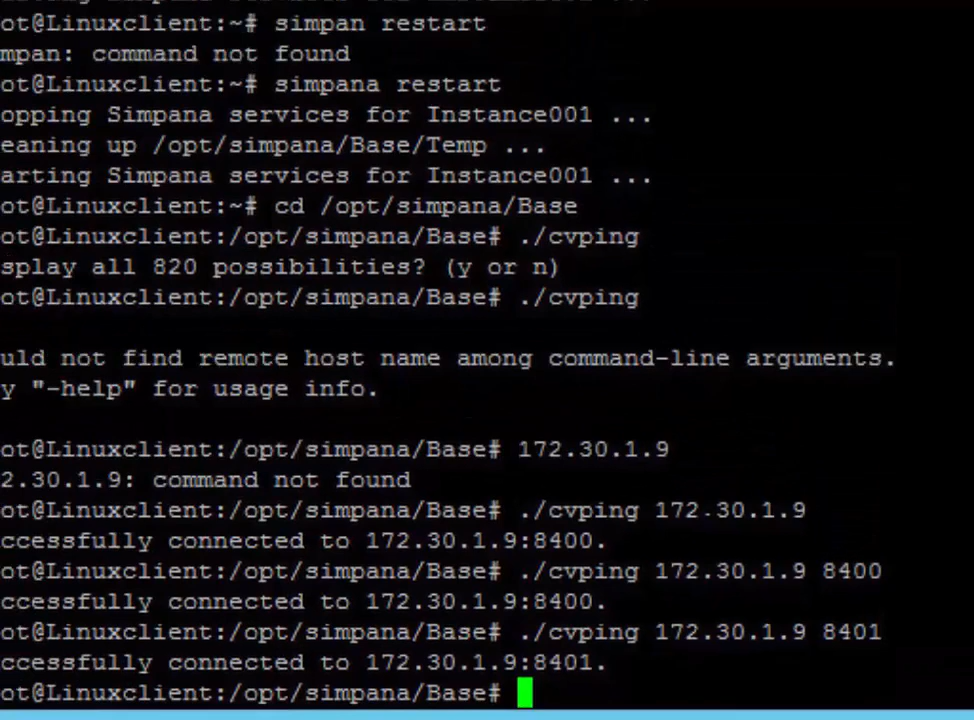 ot@Linuxclient:~# simpan restart
mpan: command not found
ot@Linuxclient:~# simpana restart
opping Simpana services for Instance001 ...
eaning up /opt/simpana/Base/Temp ...
arting Simpana services for Instance001 ...
ot@Linuxclient:~# cd /opt/simpana/Base
ot@Linuxclient:/opt/simpana/Base# ./cvping
splay all 820 possibilities? (y or n)
ot@Linuxclient:/opt/simpana/Base# ./cvping
uld not find remote host name among command-line arguments.
y "-help" for usage info.
ot@Linuxclient:/opt/simpana/Base# 172.30.1.9
2.30.1.9: command not found
ot@Linuxclient:/opt/simpana/Base# ./cvping 172.30.1.9
ccessfully connected to 172.30.1.9:8400.
ot@Linuxclient:/opt/simpana/Base# ./cvping 172.30.1.9 8400
ccessfully connected to 172.30.1.9:8400.
ot@Linuxclient:/opt/simpana/Base# ./cvping 172.30.1.9 8401
ccessfully connected to 172.30.1.9:8401.
ot@Linuxclient:/opt/simpana/Base#